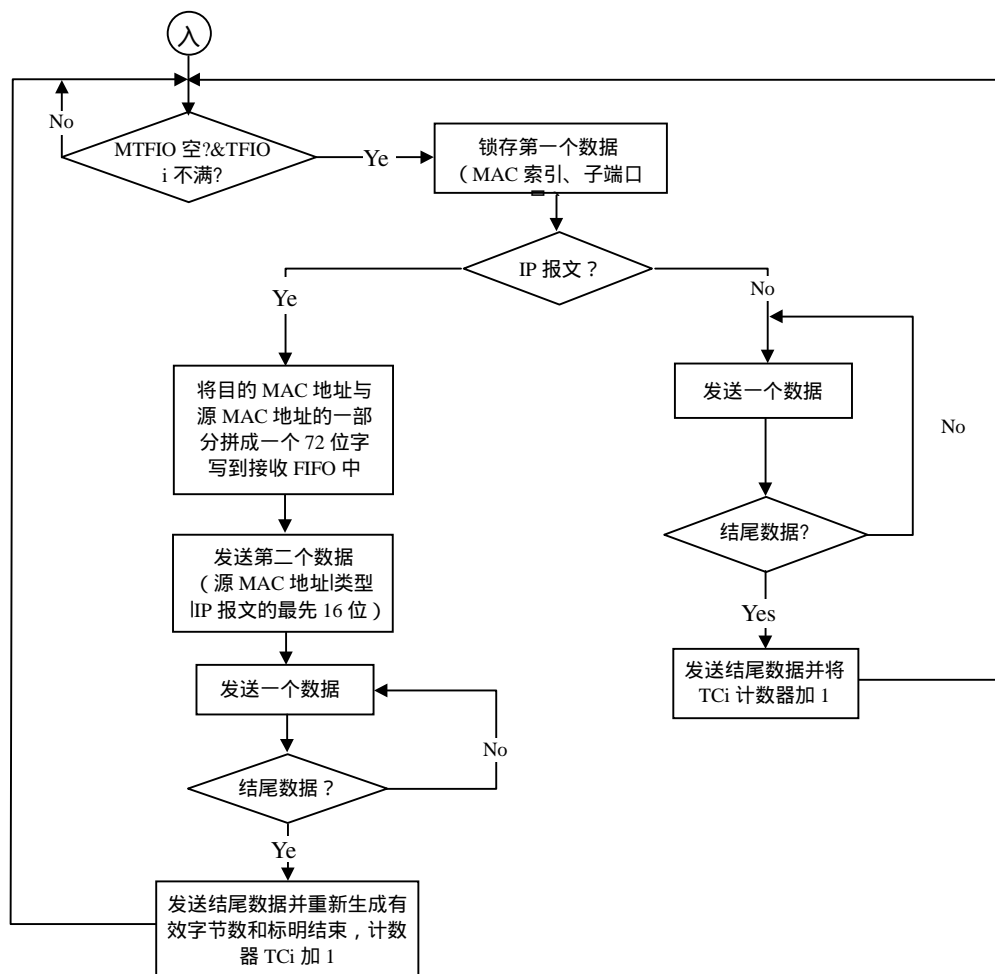 入
No
MTFIO 空?&TFIO
i 不满?
Ye
锁存第一个数据
（MAC 索引、子端口
IP 报文？
Ye
No
将目的 MAC 地址与
源 MAC 地址的一部
分拼成一个 72 位字
写到接收 FIFO 中
发送一个数据
No
发送第二个数据
（源 MAC 地址|类型
|IP 报文的最先 16 位）
结尾数据?
Yes
发送一个数据
发送结尾数据并将
TCi 计数器加 1
No
结尾数据？
Ye
发送结尾数据并重新生成有
效字节数和标明结束，计数
器 TCi 加 1